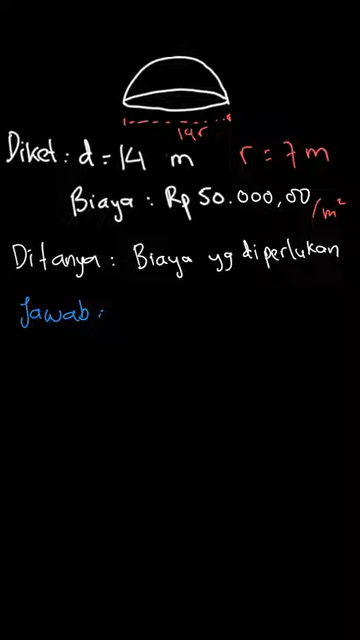 14 r
Diket : d = 14 m r = 7 m
Biaya : Rp 50.000,00 /m²
Ditanya : Biaya yg diperlukan
Jawab :